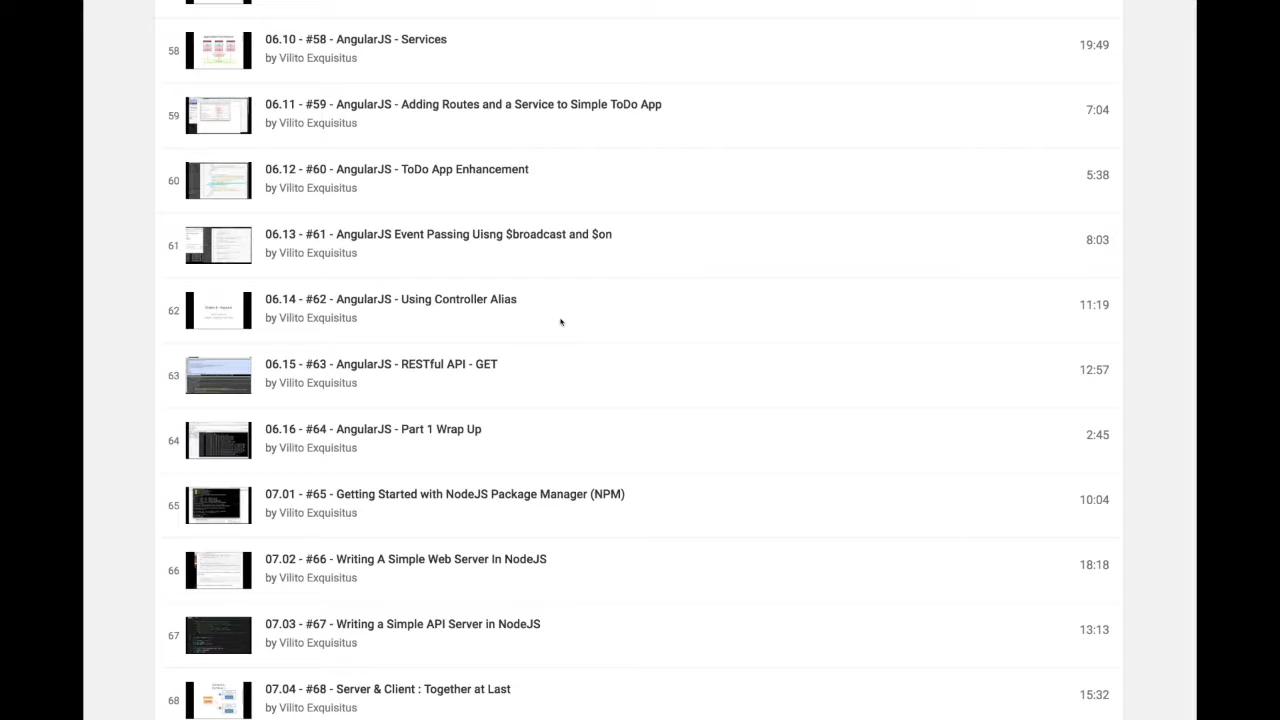 58
06.10 - #58 - AngularJS - Services
19:49
by Vilito Exquisitus
59
06.11 - #59 - AngularJS - Adding Routes and a Service to Simple ToDo App
7:04
by Vilito Exquisitus
60
06.12 - #60 - AngularJS - ToDo App Enhancement
5:38
by Vilito Exquisitus
61
06.13 - #61 - AngularJS Event Passing Uisng $broadcast and $on
8:03
by Vilito Exquisitus
62
06.14 - #62 - AngularJS - Using Controller Alias
11:19
by Vilito Exquisitus
63
06.15 - #63 - AngularJS - RESTful API - GET
12:57
by Vilito Exquisitus
64
06.16 - #64 - AngularJS - Part 1 Wrap Up
2:45
by Vilito Exquisitus
65
07.01 - #65 - Getting Started with NodeJS Package Manager (NPM)
10:04
by Vilito Exquisitus
66
07.02 - #66 - Writing A Simple Web Server In NodeJS
18:18
by Vilito Exquisitus
67
07.03 - #67 - Writing a Simple API Server in NodeJS
by Vilito Exquisitus
68
07.04 - #68 - Server & Client : Together at Last
15:32
by Vilito Exquisitus